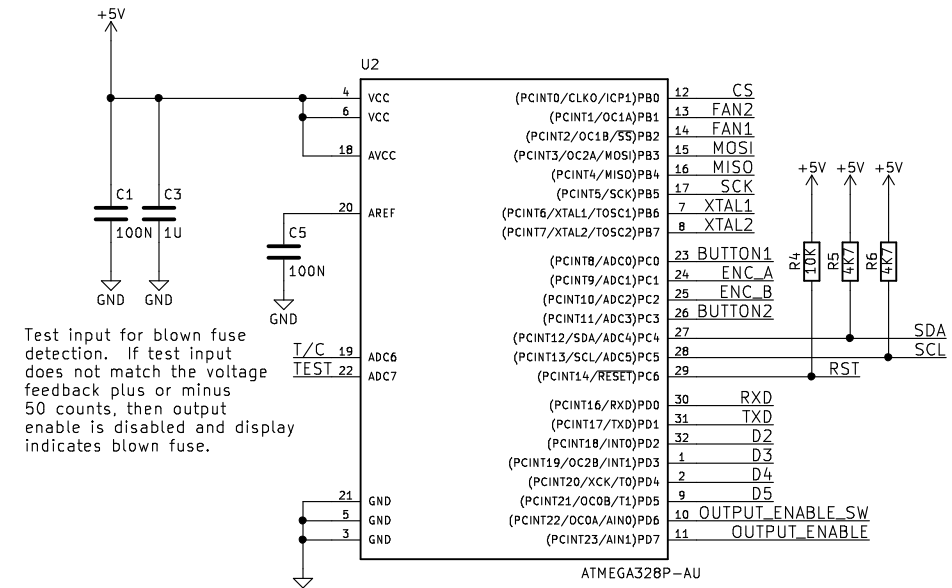 +5V
U2
4 VCC (PCINT0/CLKO/ICP1)PB0 12 CS
6 VCC (PCINT1/OC1A)PB1 13 FAN2
(PCINT2/OC1B/SS)PB2 14 FAN1
18 AVCC (PCINT3/OC2A/MOSI)PB3 15 MOSI
(PCINT4/MISO)PB4 16 MISO
(PCINT5/SCK)PB5 17 SCK
20 AREF (PCINT6/XTAL1/TOSC1)PB6 7 XTAL1
(PCINT7/XTAL2/TOSC2)PB7 8 XTAL2
C1 100N
C3 1U
C5 100N
GND GND
GND
(PCINT8/ADC0)PC0 23 BUTTON1
(PCINT9/ADC1)PC1 24 ENC_A
(PCINT10/ADC2)PC2 25 ENC_B
(PCINT11/ADC3)PC3 26 BUTTON2
(PCINT12/SDA/ADC4)PC4 27 SDA
T/C 19 ADC6 (PCINT13/SCL/ADC5)PC5 28 SCL
TEST 22 ADC7 (PCINT14/RESET)PC6 29 RST
+5V +5V +5V
R4 10K
R5 4K7
R6 4K7
Test input for blown fuse
detection. If test input
does not match the voltage
feedback plus or minus
50 counts, then output
enable is disabled and display
indicates blown fuse.
(PCINT16/RXD)PD0 30 RXD
(PCINT17/TXD)PD1 31 TXD
(PCINT18/INT0)PD2 32 D2
(PCINT19/OC2B/INT1)PD3 1 D3
(PCINT20/XCK/T0)PD4 2 D4
21 GND (PCINT21/OC0B/T1)PD5 9 D5
5 GND (PCINT22/OC0A/AIN0)PD6 10 OUTPUT_ENABLE_SW
3 GND (PCINT23/AIN1)PD7 11 OUTPUT_ENABLE
ATMEGA328P-AU